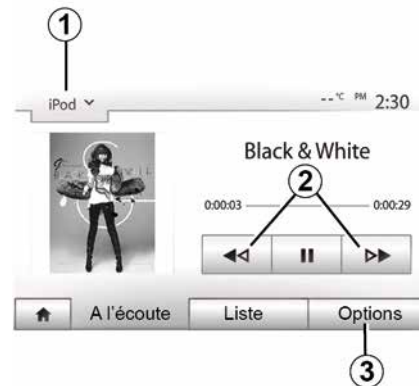 1
iPod
--°C PM 2:30
Black & White
2
0:00:03 0:00:29
A l'écoute Liste Options
3